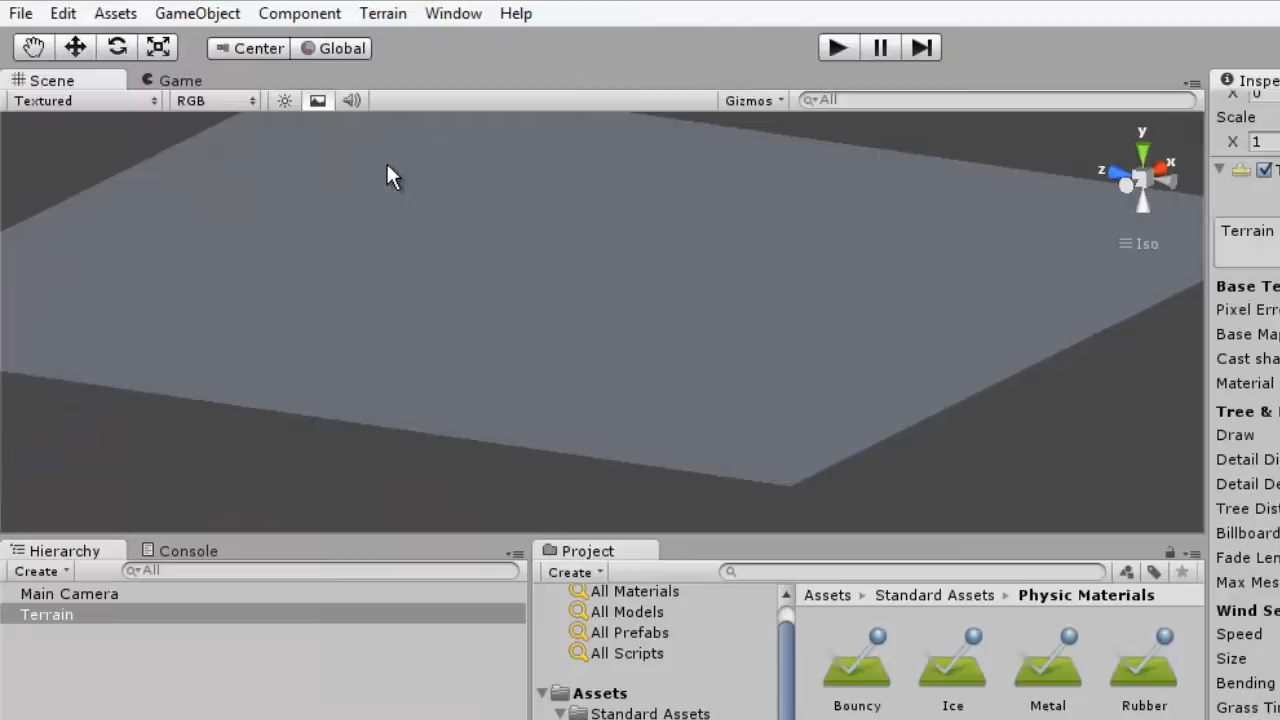 File Edit Assets GameObject Component Terrain Window Help
Center Global
Scene Game
Textured RGB Gizmos All
y
x
z
Iso
Inspe
X 0
Scale
X 1
Terrain
Base Te
Pixel Err
Base Map
Cast sha
Material
Tree &
Draw
Detail Di
Detail De
Tree Dist
Billboard
Fade Len
Max Mes
Wind Se
Speed
Size
Bending
Grass Tin
Hierarchy Console
Create All
Main Camera
Terrain
Project
Create
All Materials
All Models
All Prefabs
All Scripts
Assets
Standard Assets
Assets Standard Assets Physic Materials
Bouncy Ice Metal Rubber